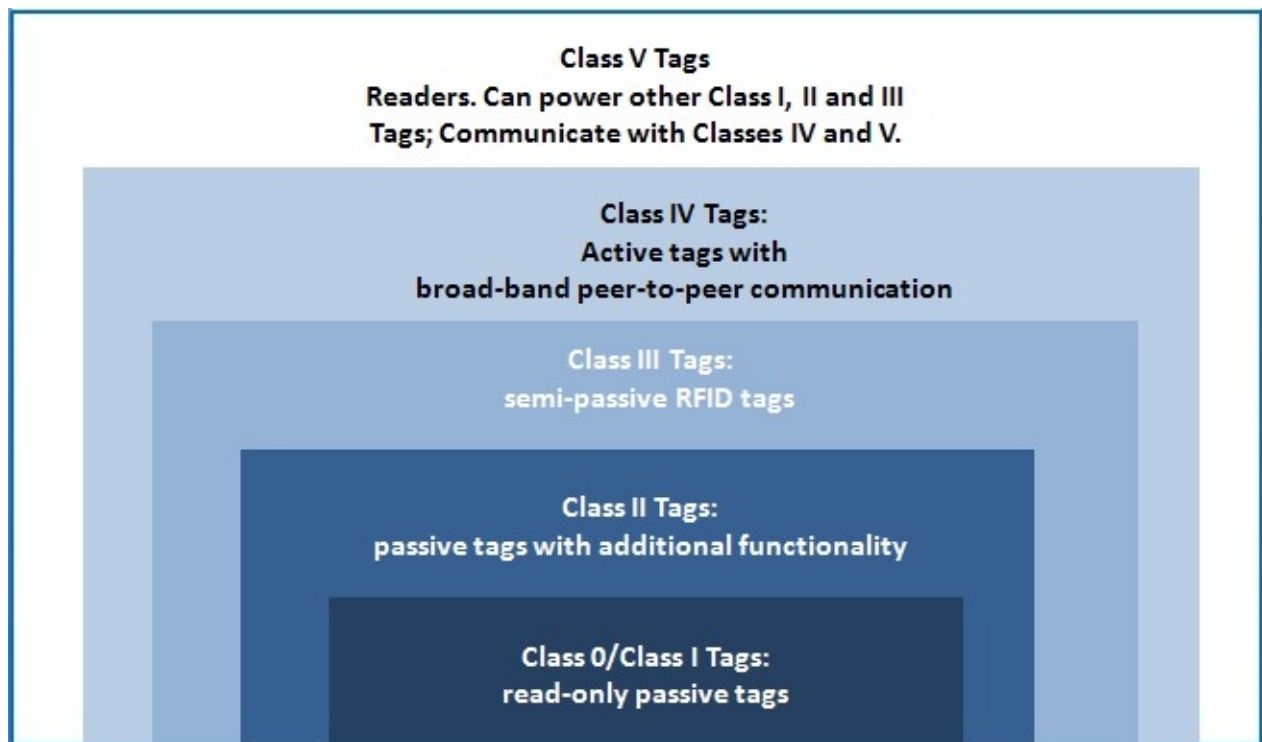 Class V Tags
Readers. Can power other Class I, II and III
Tags; Communicate with Classes IV and V.
Class IV Tags:
Active tags with
broad-band peer-to-peer communication
Class III Tags:
semi-passive RFID tags
Class II Tags:
passive tags with additional functionality
Class 0/Class I Tags:
read-only passive tags